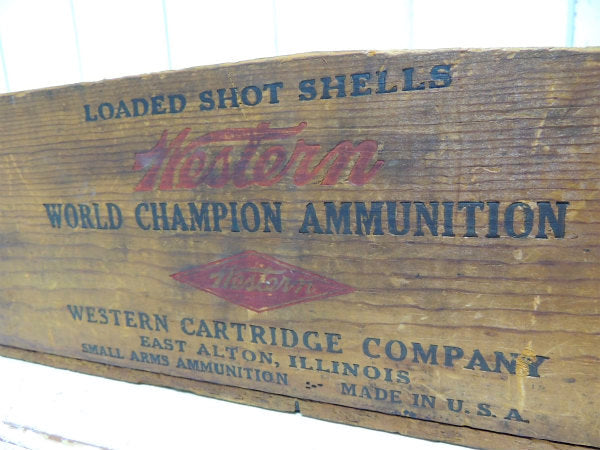 LOADED SHOT SHELLS
Western
WORLD CHAMPION AMMUNITION
Western
WESTERN CARTRIDGE COMPANY
EAST ALTON, ILLINOIS
SMALL ARMS AMMUNITION :- MADE IN U.S.A.